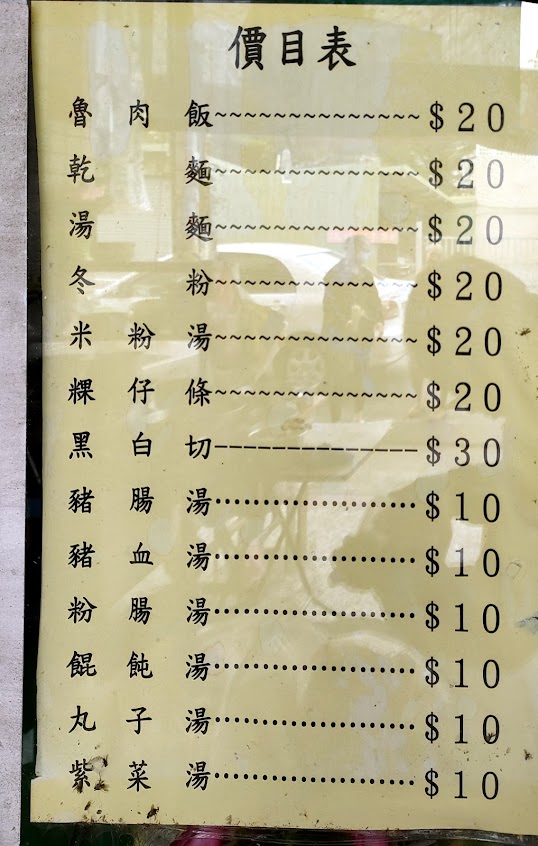 價目表
魯肉飯~~~~~~~~~~~~~~$20
乾麵~~~~~~~~~~~~~~$20
湯麵~~~~~~~~~~~~~~$20
冬粉~~~~~~~~~~~~~~$20
米粉湯~~~~~~~~~~~~~~$20
粿仔條~~~~~~~~~~~~~~$20
黑白切--------------$30
豬腸湯…………………$10
豬血湯…………………$10
粉腸湯…………………$10
餛飩湯…………………$10
丸子湯…………………$10
紫菜湯…………………$10